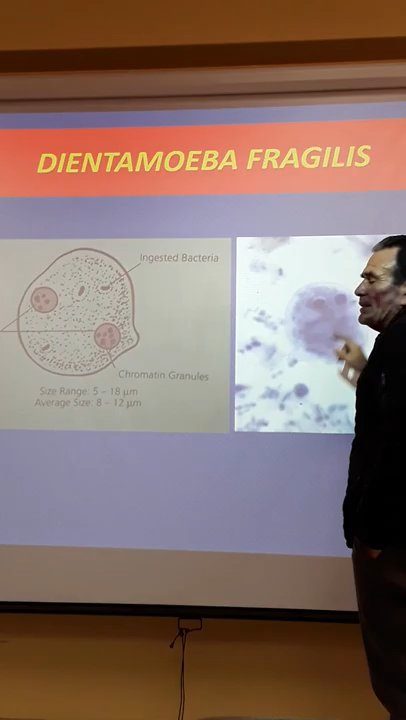 DIENTAMOEBA FRAGILIS
Ingested Bacteria
Chromatin Granules
Size Range: 5 – 18 µm
Average Size: 8 – 12 µm